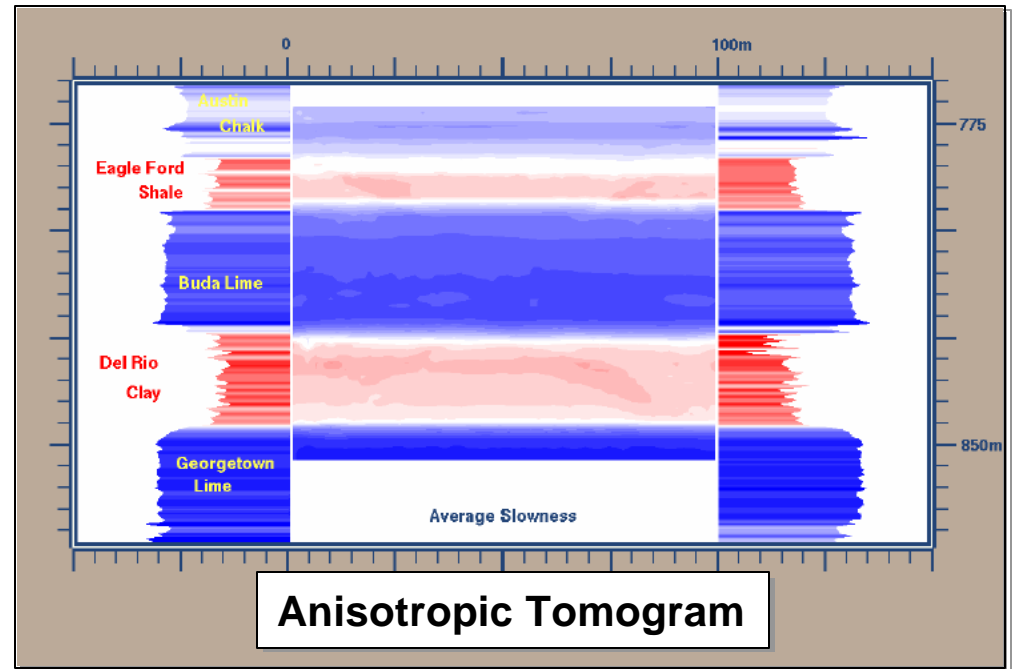 0
100m
Austin
Chalk
775
Eagle Ford
Shale
Buda Lime
Del Rio
Clay
850m
Georgetown
Lime
Average Slowness
Anisotropic Tomogram